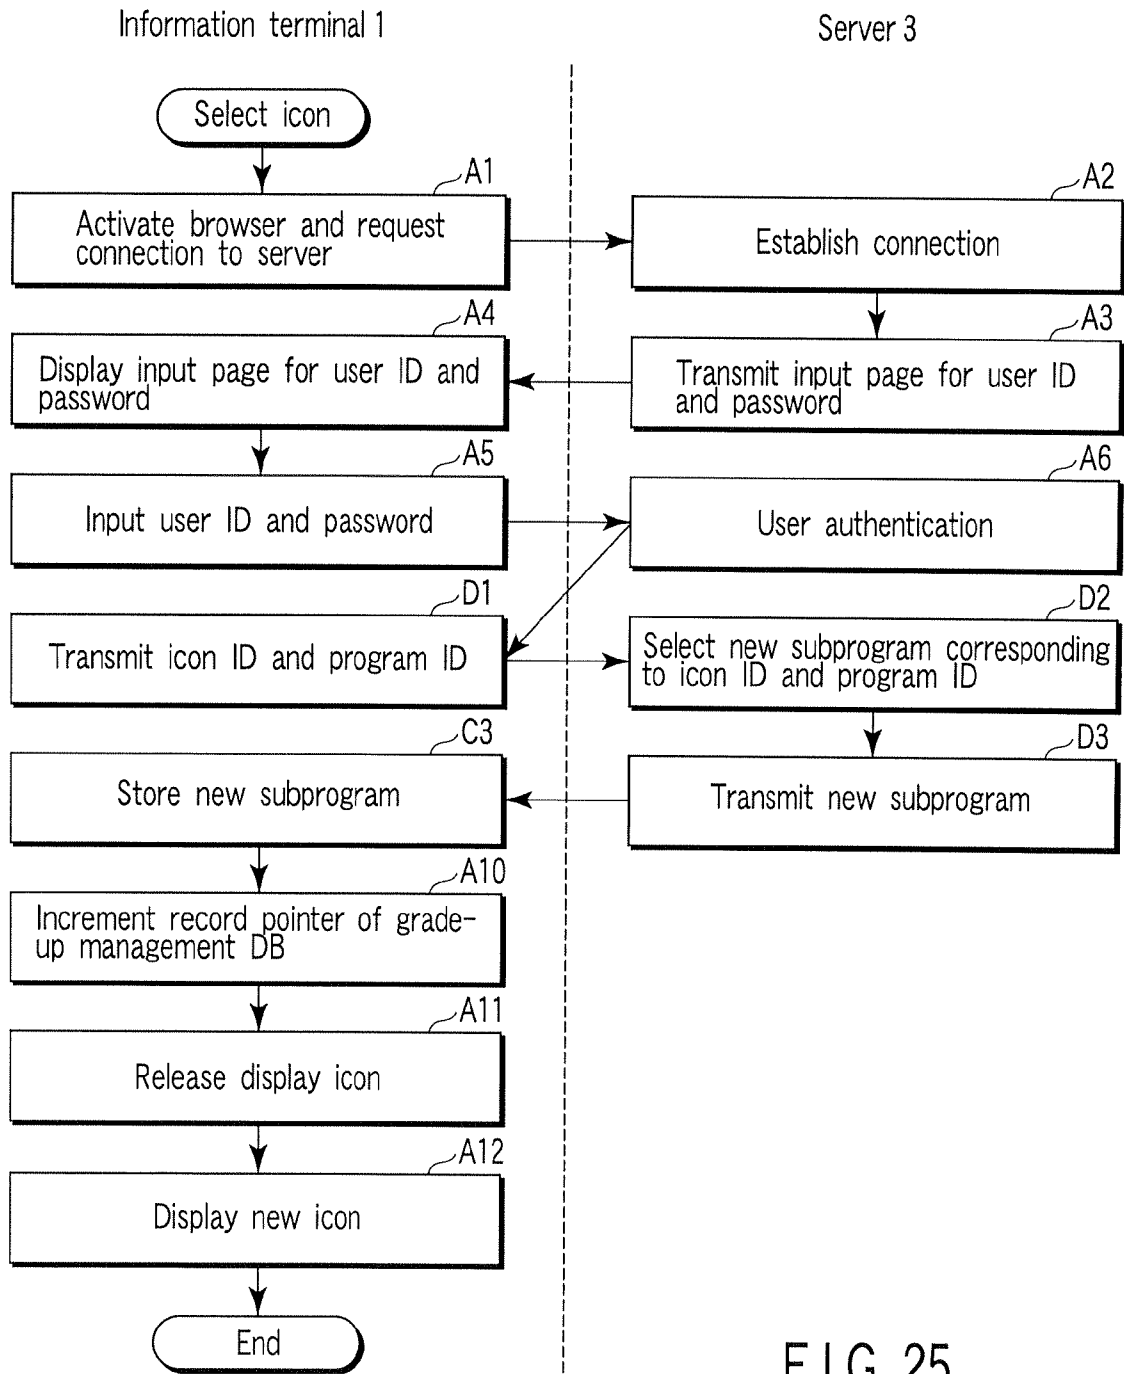 Information terminal 1
Server 3
Select icon
A1
Activate browser and request
connection to server
A2
Establish connection
A3
Transmit input page for user ID
and password
A4
Display input page for user ID and
password
A5
Input user ID and password
A6
User authentication
D1
Transmit icon ID and program ID
D2
Select new subprogram corresponding
to icon ID and program ID
D3
Transmit new subprogram
C3
Store new subprogram
A10
Increment record pointer of grade-
up management DB
A11
Release display icon
A12
Display new icon
End
FIG. 25